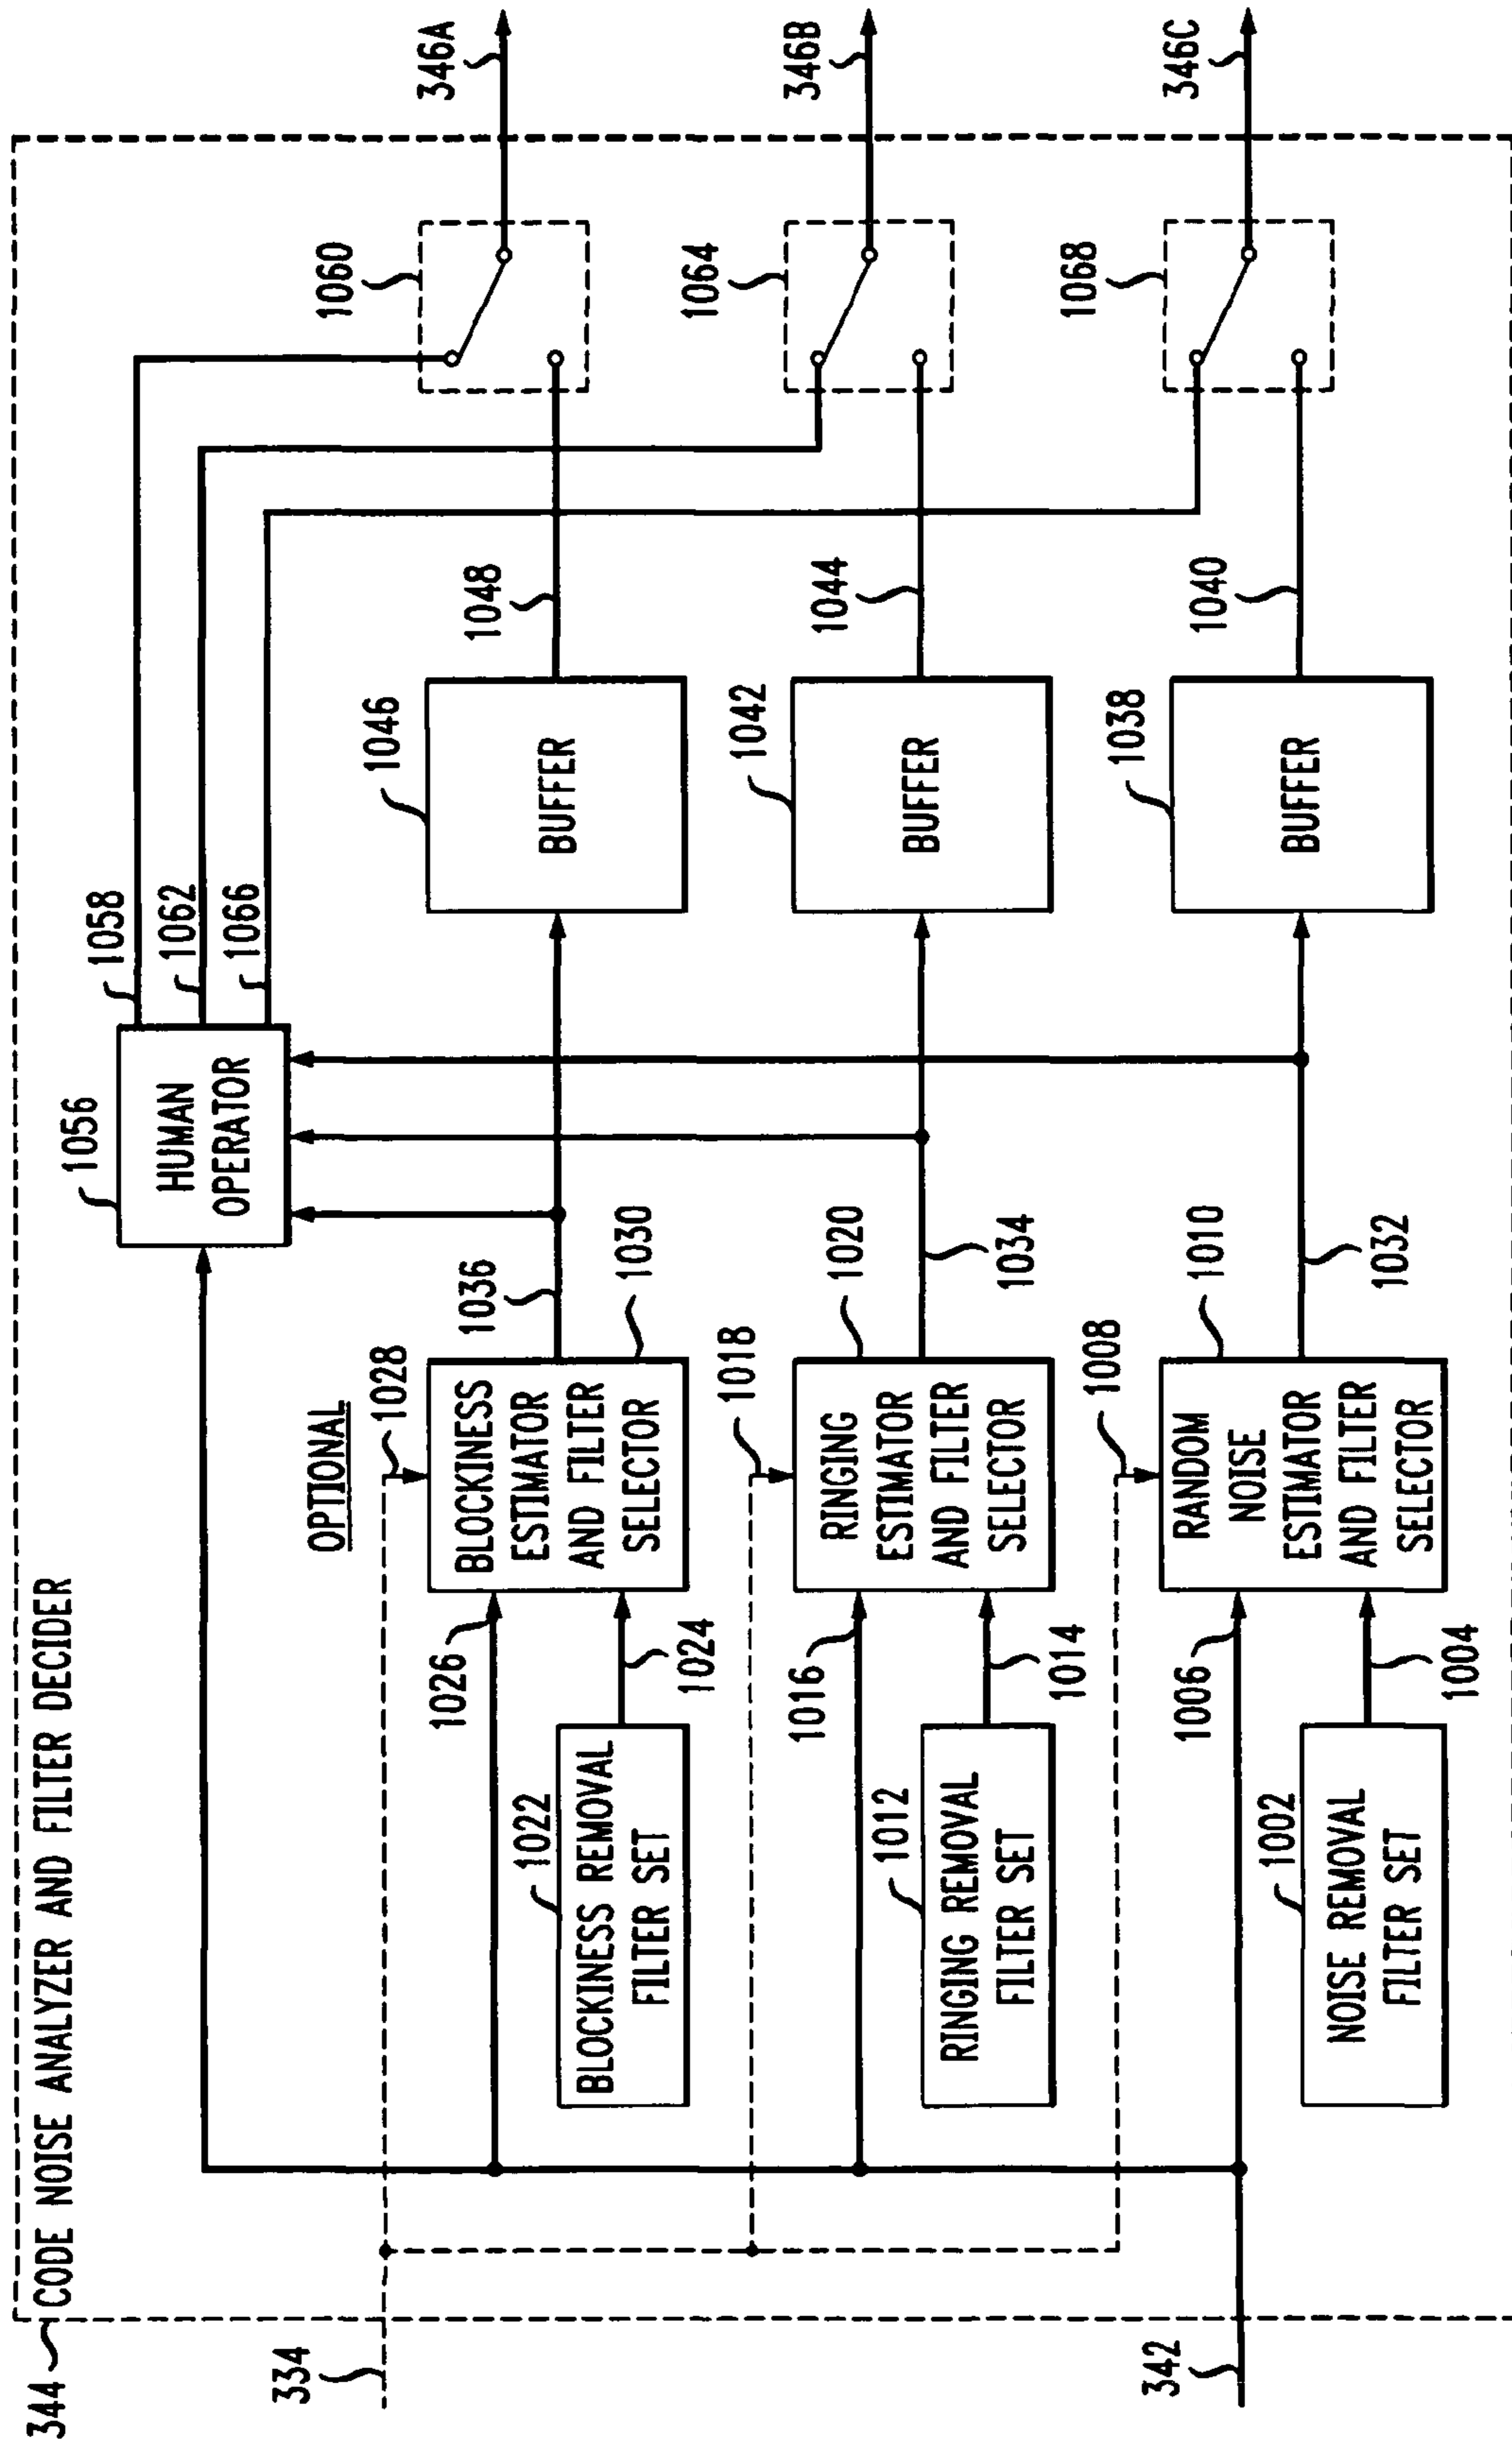 344
CODE NOISE ANALYZER AND FILTER DECIDER
334
342
OPTIONAL
1056
HUMAN
OPERATOR
1058
1062
1066
1022
BLOCKINESS REMOVAL
FILTER SET
1024
1026
1028
BLOCKINESS
ESTIMATOR
AND FILTER
SELECTOR
1030
1036
1046
BUFFER
1048
1060
346A
1012
RINGING REMOVAL
FILTER SET
1014
1016
1018
RINGING
ESTIMATOR
AND FILTER
SELECTOR
1020
1034
1042
BUFFER
1044
1064
346B
1002
NOISE REMOVAL
FILTER SET
1004
1006
1008
RANDOM
NOISE
ESTIMATOR
AND FILTER
SELECTOR
1010
1032
1038
BUFFER
1040
1068
346C